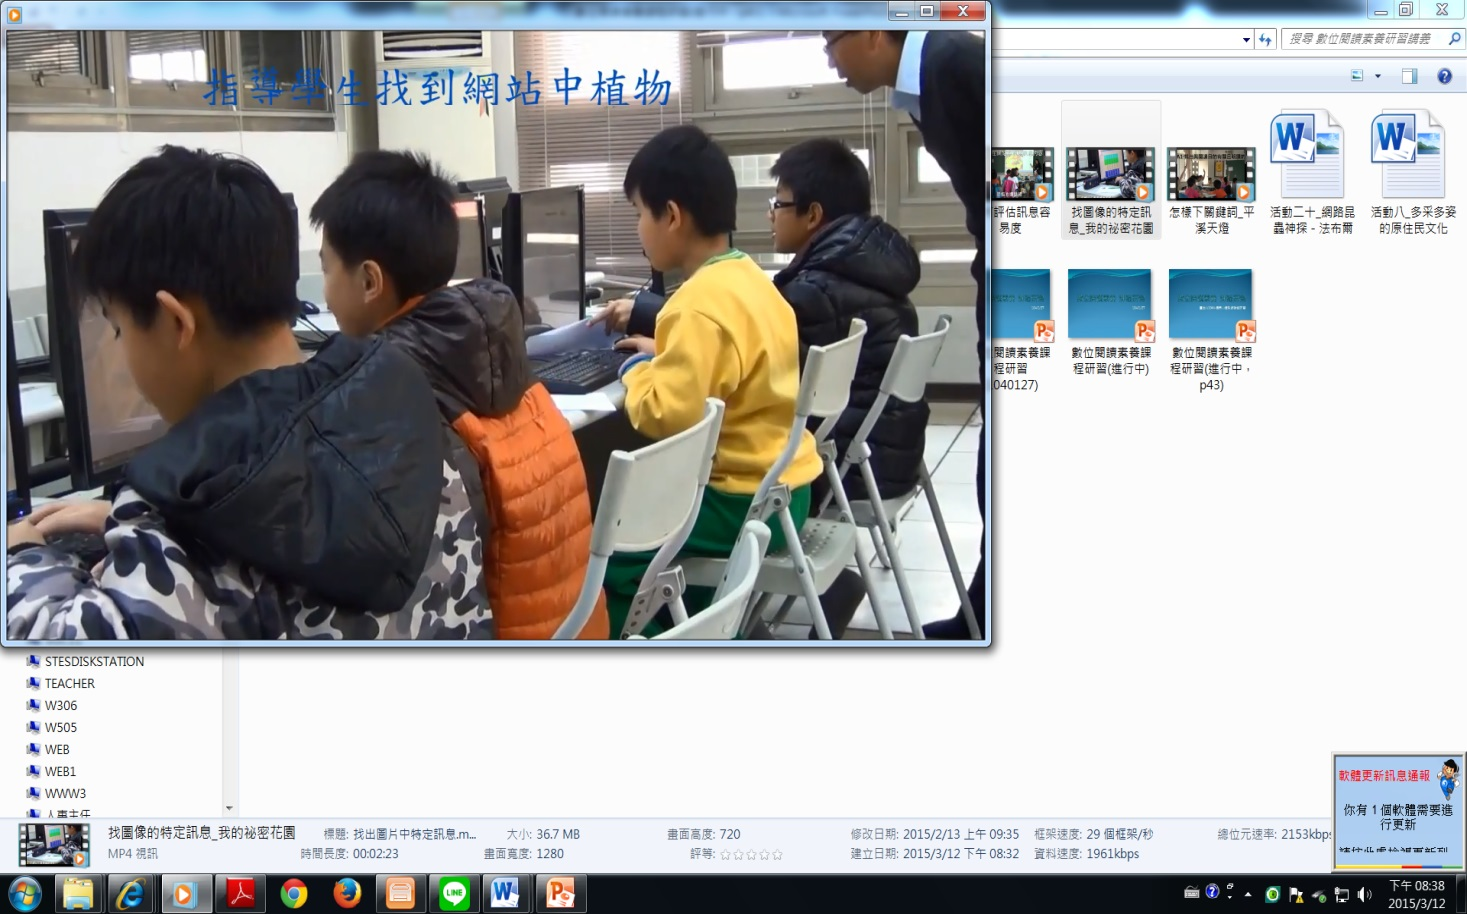 指導學生找到網站中植物
搜尋 數位閱讀素養研習講義
評估訊息容
易度
找圖像的特定訊
息_我的祕密花園
怎樣下關鍵詞_平
溪天燈
活動二十_網路昆
蟲神探 - 法布爾
活動八_多采多姿
的原住民文化
閱讀素養課
程研習
040127)
數位閱讀素養課
程研習(進行中)
數位閱讀素養課
程研習(進行中，
p43)
STESDISKSTATION
TEACHER
W306
W505
WEB
WEB1
WWW3
人事主任
找圖像的特定訊息_我的祕密花園
MP4 視訊
標題: 找出圖片中特定訊息.m...
時間長度: 00:02:23
大小: 36.7 MB
畫面寬度: 1280
畫面高度: 720
評等:
修改日期: 2015/2/13 上午 09:35
建立日期: 2015/3/12 下午 08:32
框架速度: 29 個框架/秒
資料速度: 1961kbps
總位元速率: 2153kbps
軟體更新訊息通報
你有 1 個軟體需要進
行更新
LINE
下午 08:38
2015/3/12